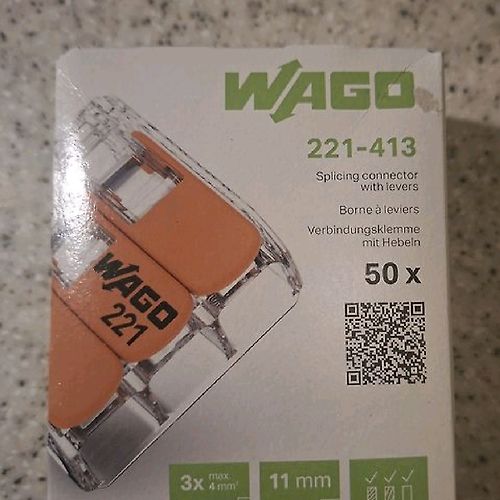 WAGO
221-413
Splicing connector
with levers
Borne à leviers
Verbindungsklemme
mit Hebeln
50 x
WAGO
221
3x max
4 mm²
11 mm